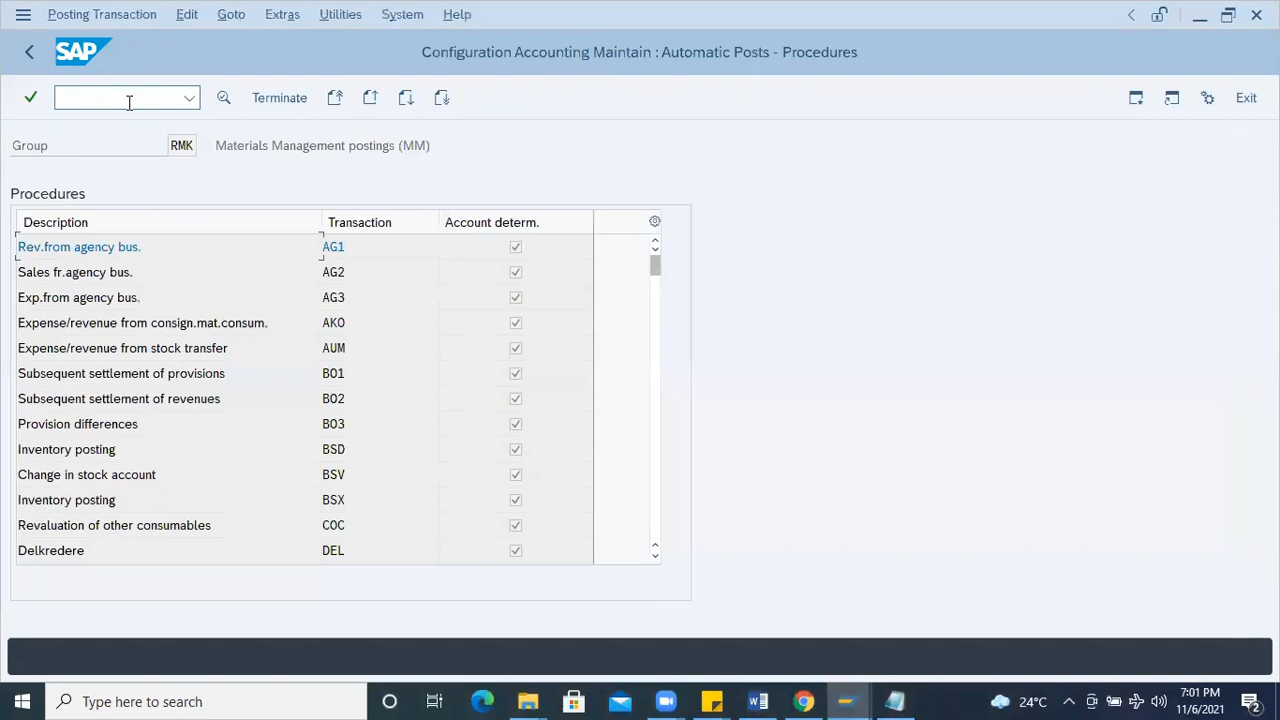 Posting Transaction Edit Goto Extras Utilities System Help
SAP Configuration Accounting Maintain : Automatic Posts - Procedures
Terminate Exit
Group RMK Materials Management postings (MM)
Procedures
Description Transaction Account determ.
Rev.from agency bus. AG1
Sales fr.agency bus. AG2
Exp.from agency bus. AG3
Expense/revenue from consign.mat.consum. AKO
Expense/revenue from stock transfer AUM
Subsequent settlement of provisions BO1
Subsequent settlement of revenues BO2
Provision differences BO3
Inventory posting BSD
Change in stock account BSV
Inventory posting BSX
Revaluation of other consumables COC
Delkredere DEL
Type here to search 24°C 7:01 PM
11/6/2021 2